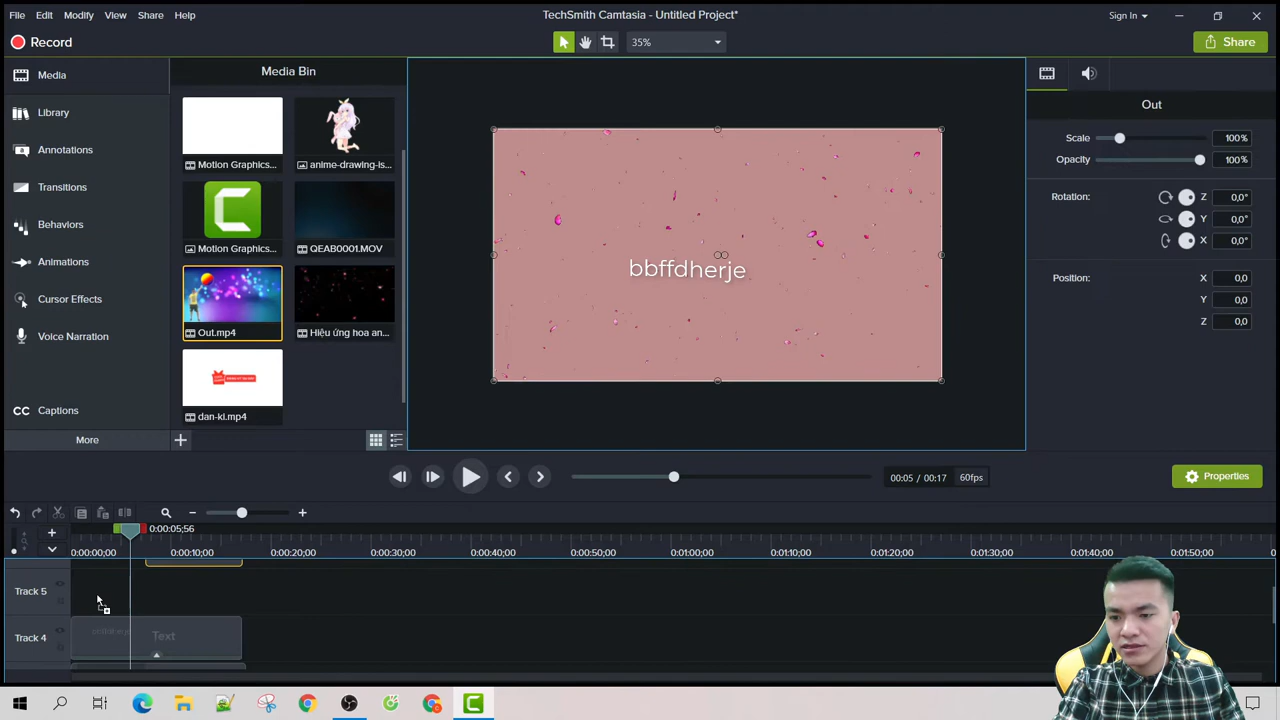 File Edit Modify View Share Help
TechSmith Camtasia - Untitled Project*
Sign In
Record
35%
Share
Media
Library
Annotations
Transitions
Behaviors
Animations
Cursor Effects
Voice Narration
CC Captions
More
Media Bin
Motion Graphics...
anime-drawing-is...
Motion Graphics...
QEAB0001.MOV
Out.mp4
Hiệu ứng hoa an...
dan-kl.mp4
bbffdherje
Out
Scale 100%
Opacity 100%
Rotation: Z 0,0°
Y 0,0°
X 0,0°
Position: X 0,0
Y 0,0
Z 0,0
00:05 / 00:17 60fps
Properties
0:00:05;56
0:00:00;00 0:00:10;00 0:00:20;00 0:00:30;00 0:00:40;00 0:00:50;00 0:01:00;00 0:01:10;00 0:01:20;00 0:01:30;00 0:01:40;00 0:01:50;00
Track 5
Track 4
Text